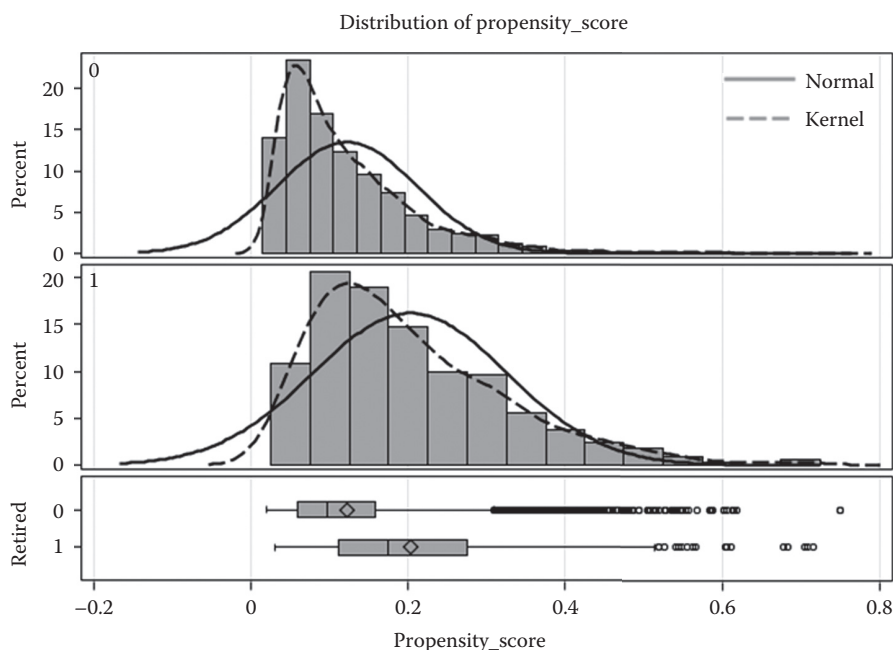 Distribution of propensity_score
0
Normal
Kernel
Percent
20
15
10
5
0
1
Percent
20
15
10
5
0
Retired
0
1
−0.2 0 0.2 0.4 0.6 0.8
Propensity_score